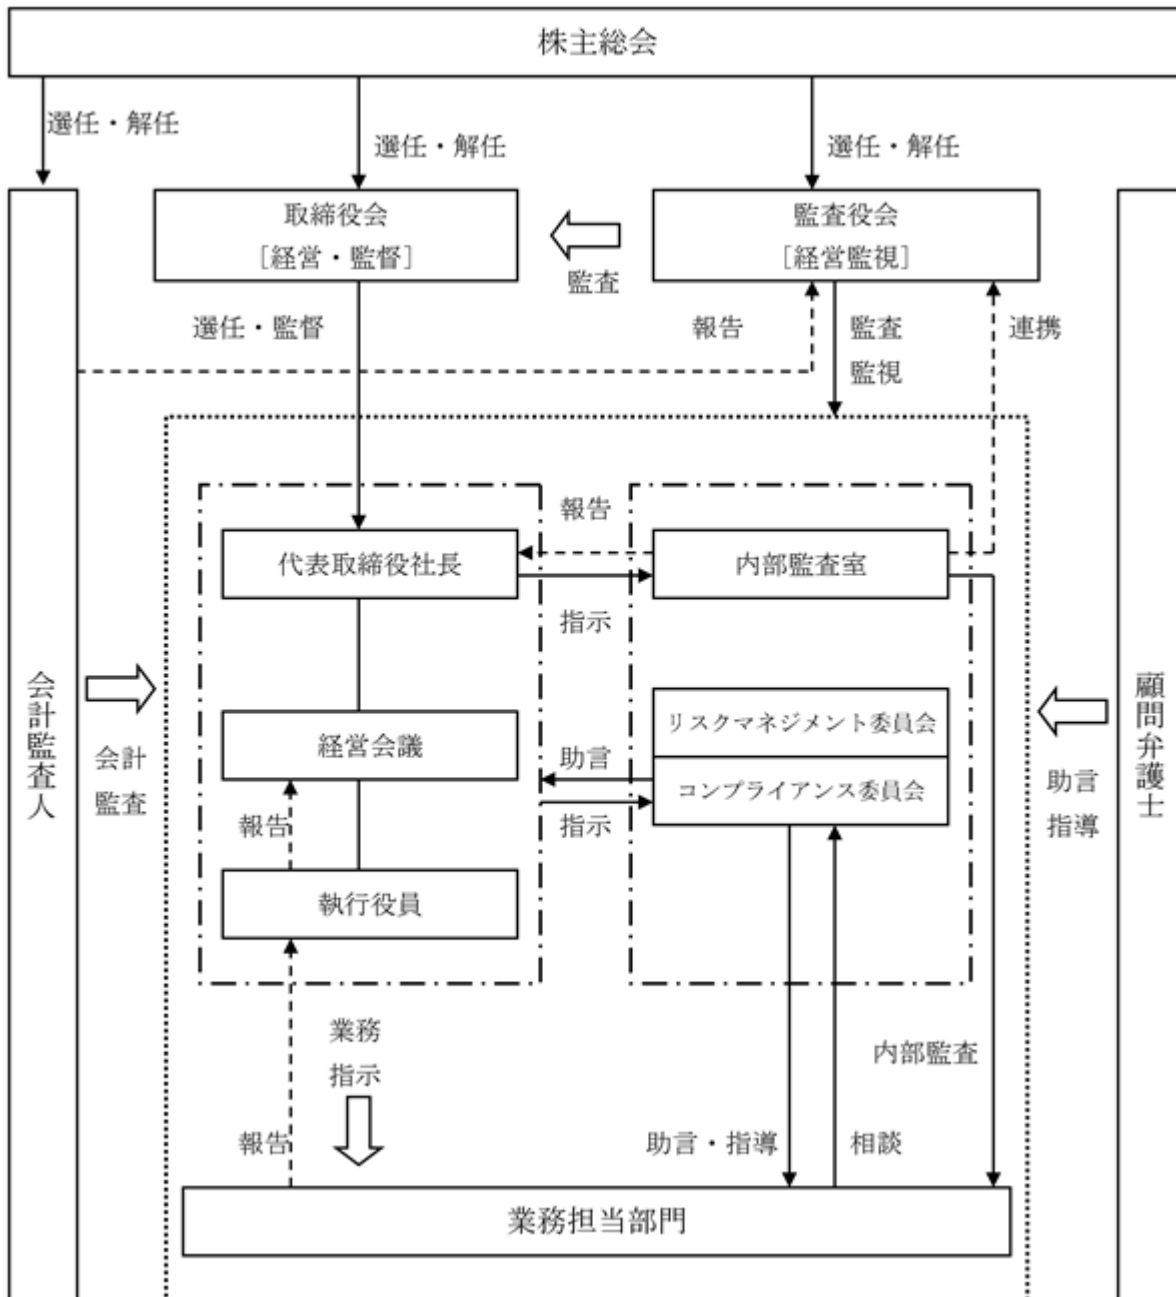 株主総会
選任・解任
選任・解任
選任・解任
取締役会
［経営・監督］
監査
監査役会
［経営監視］
選任・監督
報告
監査
監視
連携
報告
代表取締役社長
内部監査室
指示
会計監査人
会計
監査
経営会議
助言
リスクマネジメント委員会
コンプライアンス委員会
指示
顧問弁護士
助言
指導
報告
執行役員
業務
指示
内部監査
報告
助言・指導
相談
業務担当部門